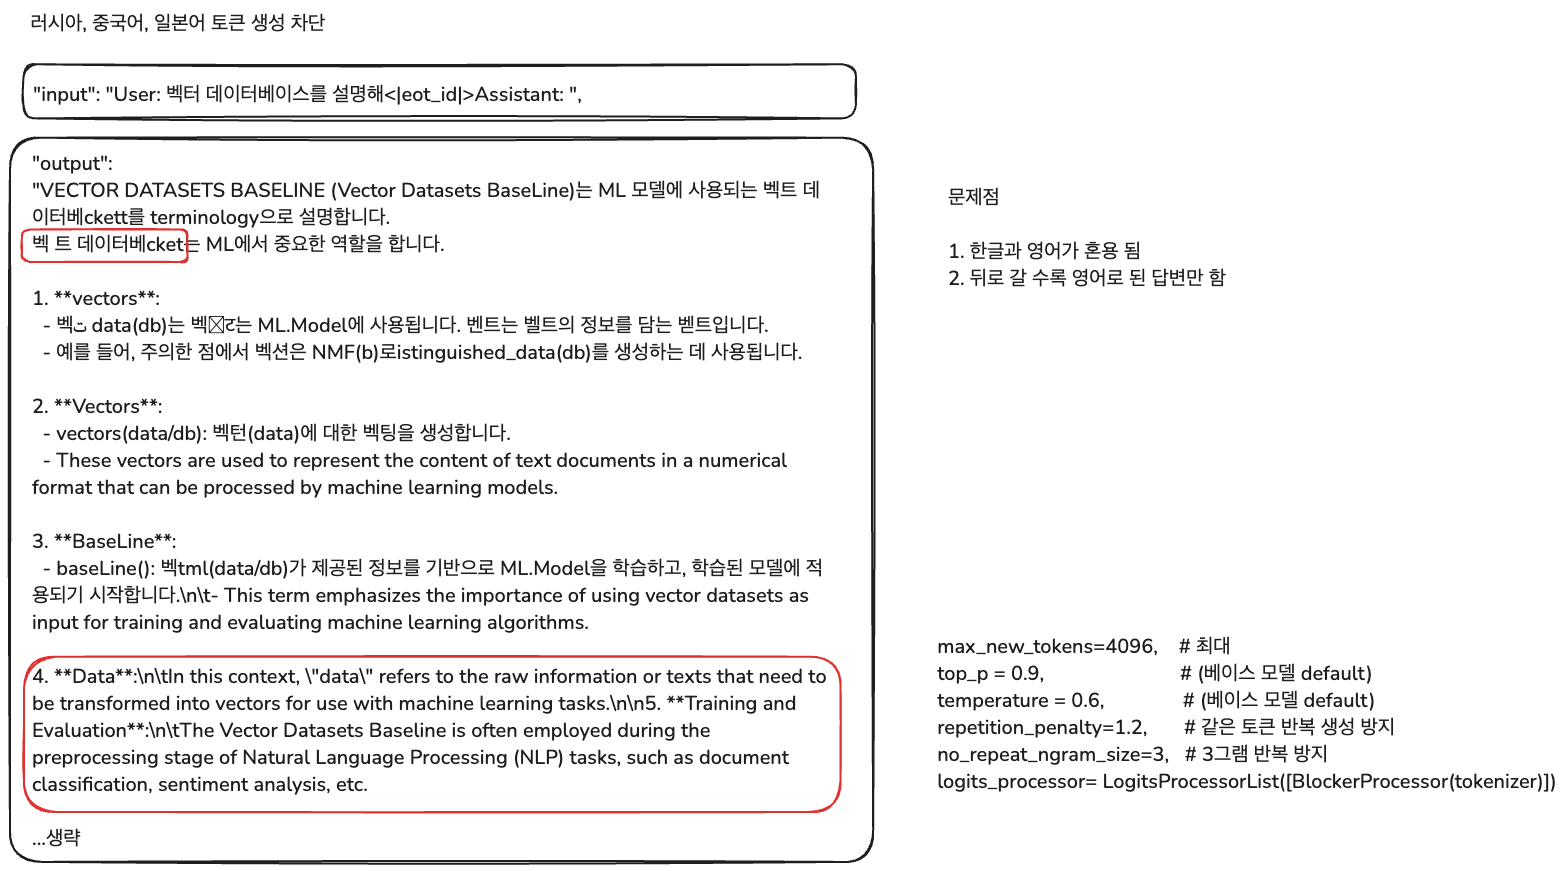 러시아, 중국어, 일본어 토큰 생성 차단
"input": "User: 벡터 데이터베이스를 설명해<|eot_id|>Assistant: ",
"output":
"VECTOR DATASETS BASELINE (Vector Datasets BaseLine)는 ML 모델에 사용되는 벡트 데
이터베ckett를 terminology으로 설명합니다.
벡 트 데이터베cket는 ML에서 중요한 역할을 합니다.
1. **vectors**:
- 벡ت data(db)는 벡ट는 ML.Model에 사용됩니다. 벤트는 벨트의 정보를 담는 벧트입니다.
- 예를 들어, 주의한 점에서 벡션은 NMF(b)로istinguished_data(db)를 생성하는 데 사용됩니다.
2. **Vectors**:
- vectors(data/db): 벡턴(data)에 대한 벡팅을 생성합니다.
- These vectors are used to represent the content of text documents in a numerical
format that can be processed by machine learning models.
3. **BaseLine**:
- baseLine(): 벡tml(data/db)가 제공된 정보를 기반으로 ML.Model을 학습하고, 학습된 모델에 적
용되기 시작합니다.\n\t- This term emphasizes the importance of using vector datasets as
input for training and evaluating machine learning algorithms.
4. **Data**:\n\tIn this context, \"data\" refers to the raw information or texts that need to
be transformed into vectors for use with machine learning tasks.\n\n5. **Training and
Evaluation**:\n\tThe Vector Datasets Baseline is often employed during the
preprocessing stage of Natural Language Processing (NLP) tasks, such as document
classification, sentiment analysis, etc.
...생략
문제점
1. 한글과 영어가 혼용 됨
2. 뒤로 갈 수록 영어로 된 답변만 함
max_new_tokens=4096, # 최대
top_p = 0.9, # (베이스 모델 default)
temperature = 0.6, # (베이스 모델 default)
repetition_penalty=1.2, # 같은 토큰 반복 생성 방지
no_repeat_ngram_size=3, # 3그램 반복 방지
logits_processor= LogitsProcessorList([BlockerProcessor(tokenizer)])